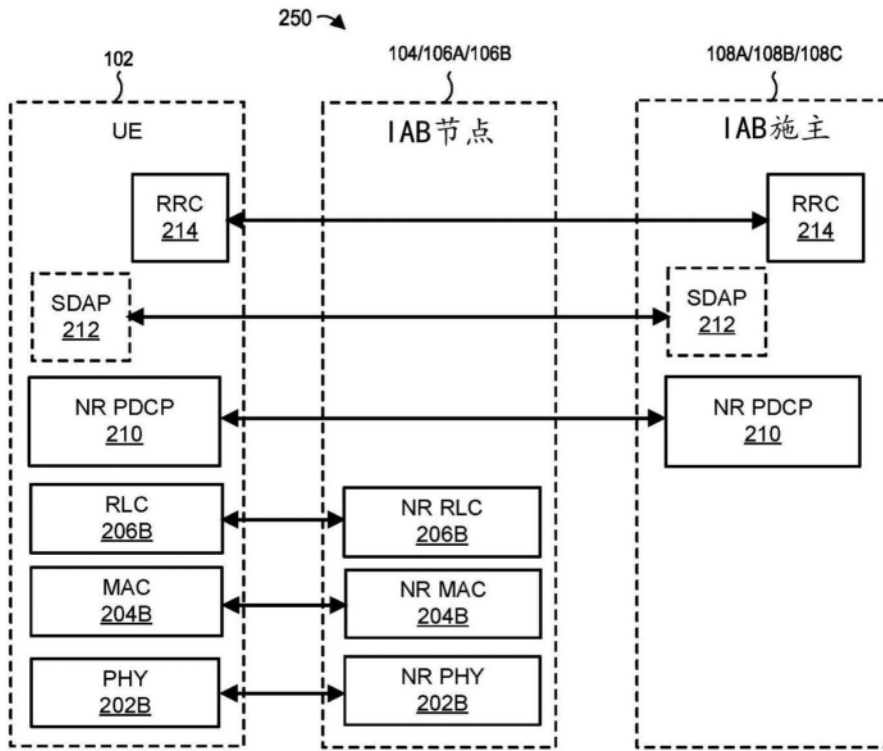 250
102
104/106A/106B
108A/108B/108C
UE
IAB节点
IAB施主
RRC
214
RRC
214
SDAP
212
SDAP
212
NR PDCP
210
NR PDCP
210
RLC
206B
NR RLC
206B
MAC
204B
NR MAC
204B
PHY
202B
NR PHY
202B